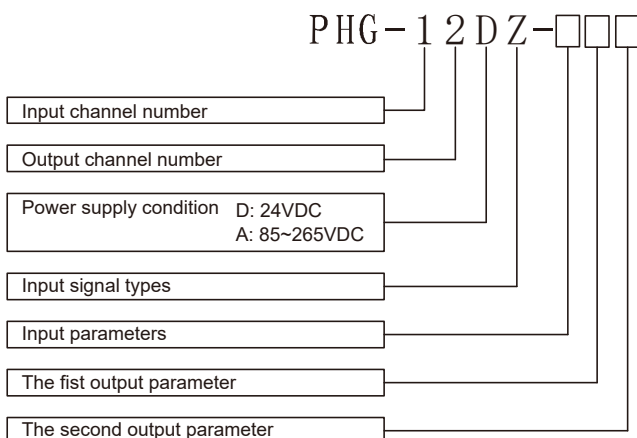 PHG-12DZ-□□□
Input channel number
Output channel number
Power supply condition D: 24VDC
A: 85~265VDC
Input signal types
Input parameters
The fist output parameter
The second output parameter